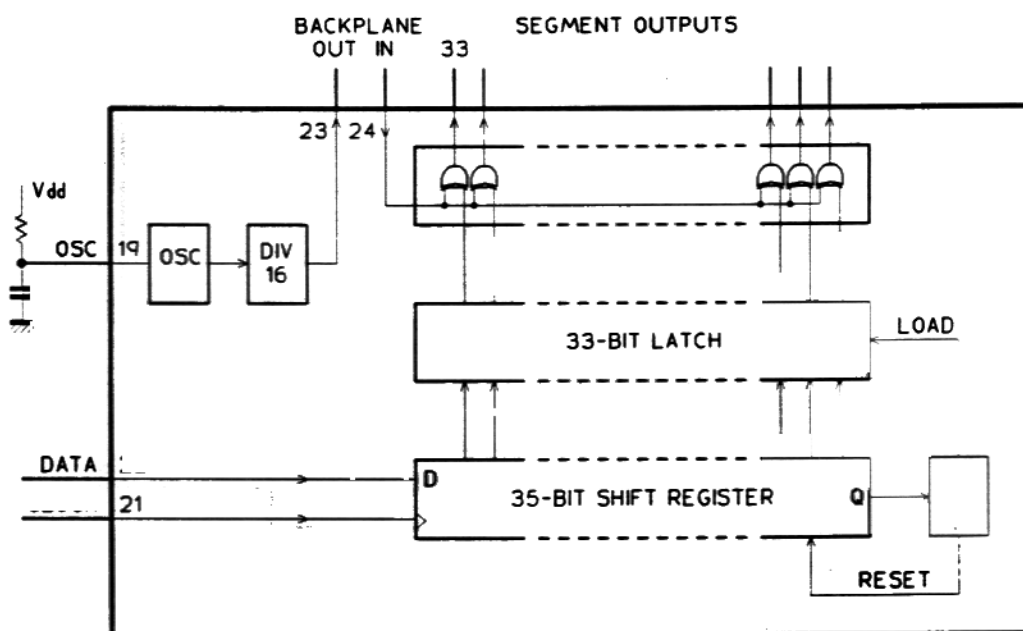 BACKPLANE
OUT IN
33
SEGMENT OUTPUTS
23
24
Vdd
OSC
19
OSC
DIV
16
33-BIT LATCH
LOAD
DATA
D
35-BIT SHIFT REGISTER
Q
21
RESET